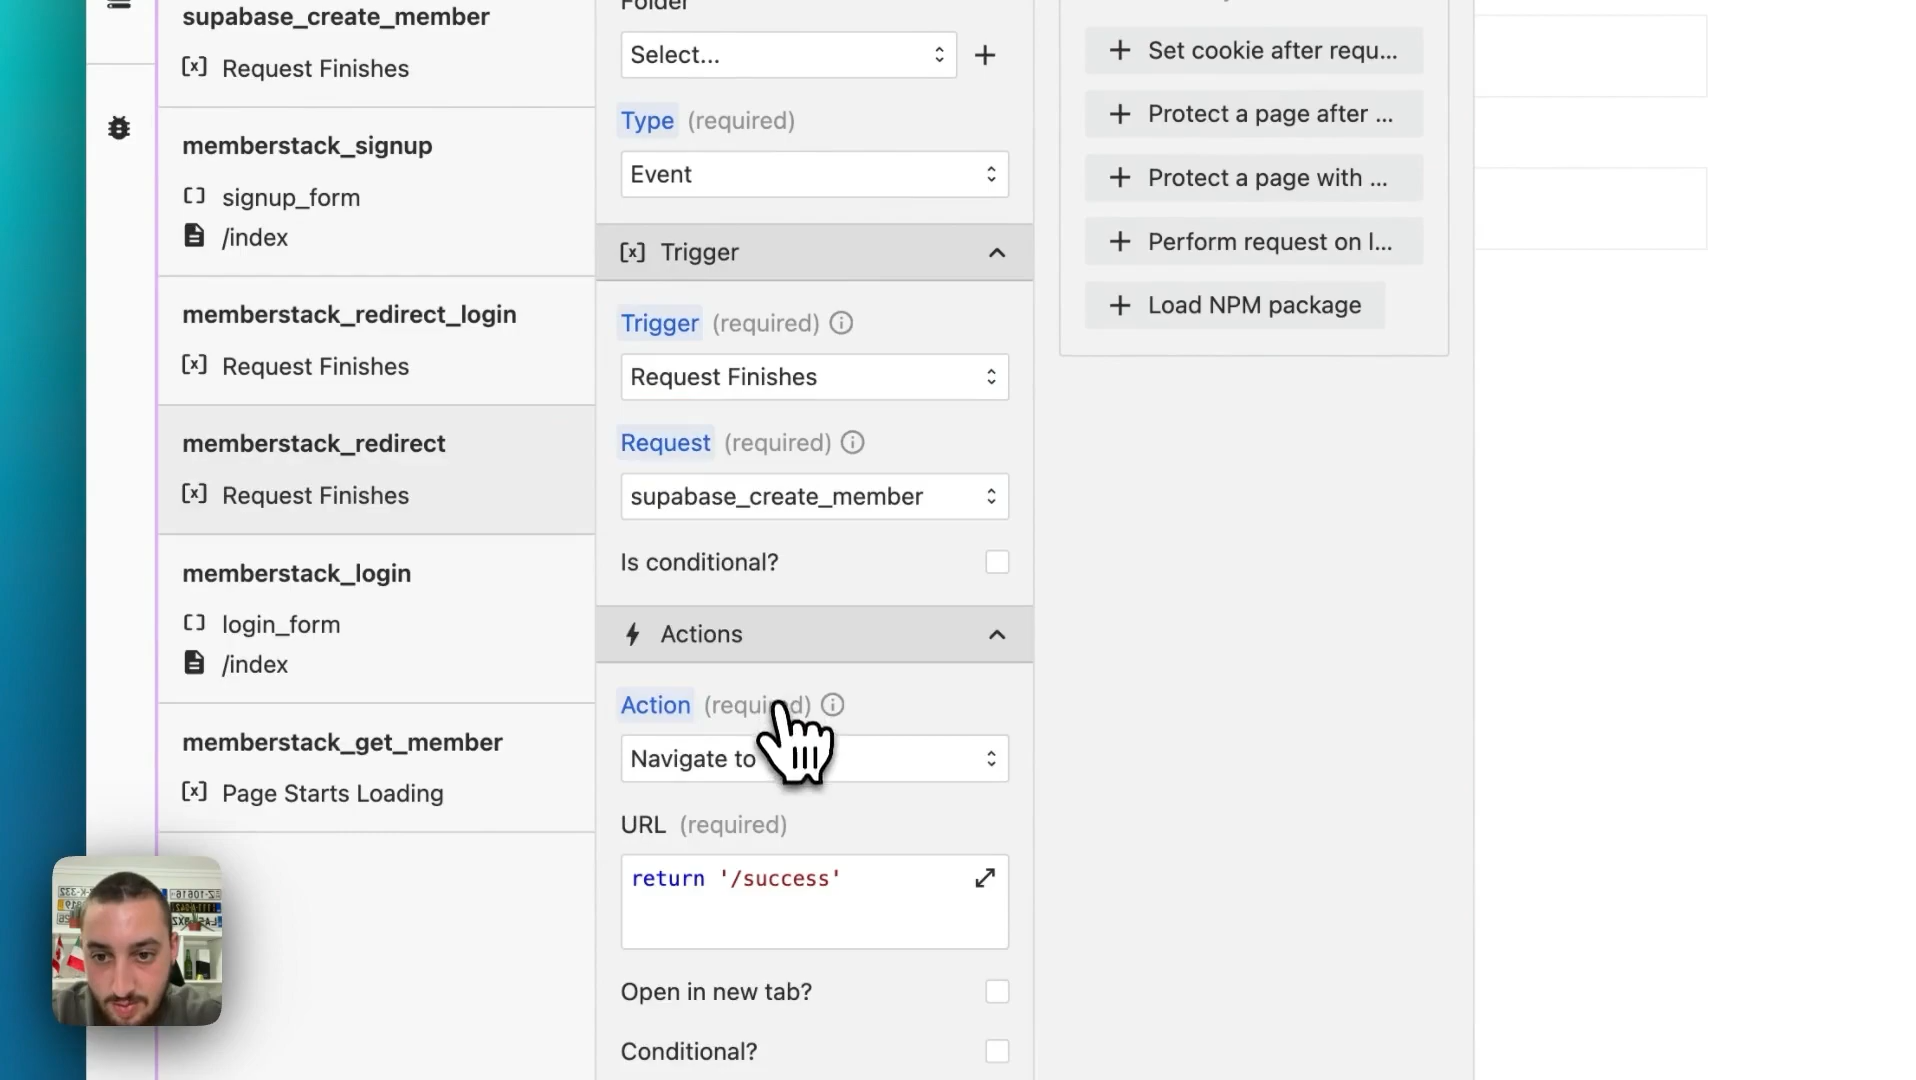 supabase_create_member
Request Finishes
memberstack_signup
signup_form
/index
memberstack_redirect_login
Request Finishes
memberstack_redirect
Request Finishes
memberstack_login
login_form
/index
memberstack_get_member
Page Starts Loading
Folder
Select...
Type (required)
Event
Trigger
Trigger (required)
Request Finishes
Request (required)
supabase_create_member
Is conditional?
Actions
Action (required)
Navigate to
URL (required)
return '/success'
Open in new tab?
Conditional?
Set cookie after requ...
Protect a page after ...
Protect a page with ...
Perform request on l...
Load NPM package